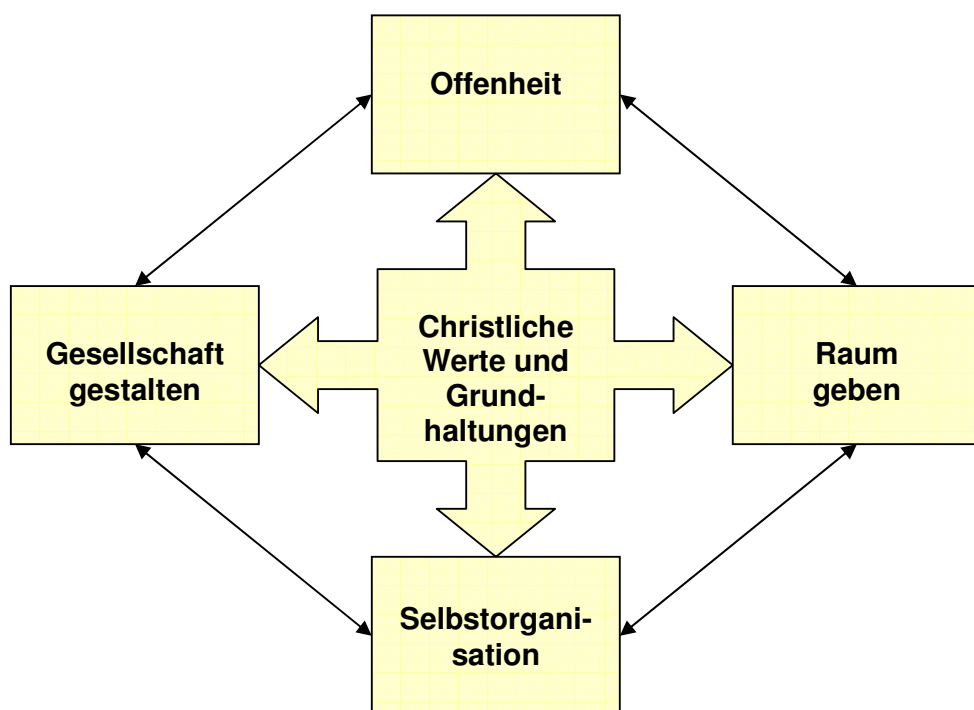 Offenheit
Gesellschaft
gestalten
Christliche
Werte und
Grund-
haltungen
Raum
geben
Selbstorgani-
sation